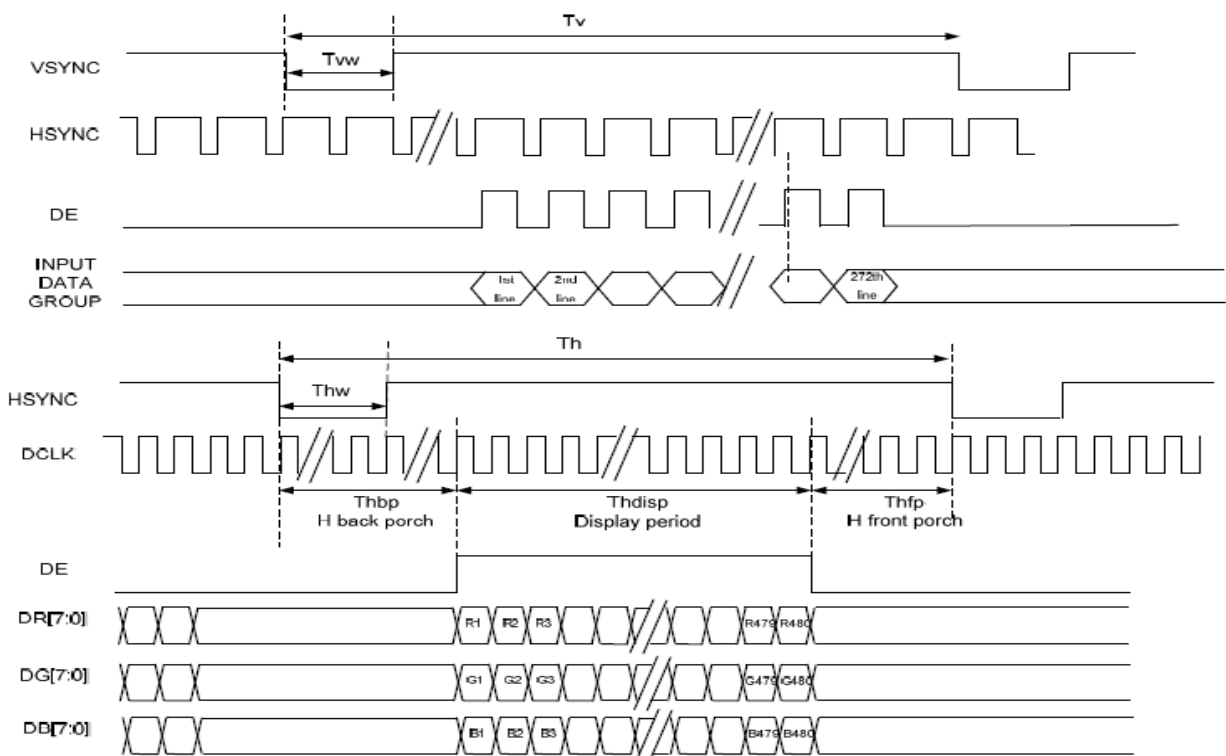 Tv
Tvw
VSYNC
HSYNC
DE
INPUT
DATA
GROUP
1st
line
2nd
line
272th
line
Th
Thw
HSYNC
DCLK
Thbp
H back porch
Thdisp
Display period
Thfp
H front porch
DE
DR[7:0]
R1 R2 R3 R479 R480
DG[7:0]
G1 G2 G3 G479 G480
DB[7:0]
B1 B2 B3 B479 B480